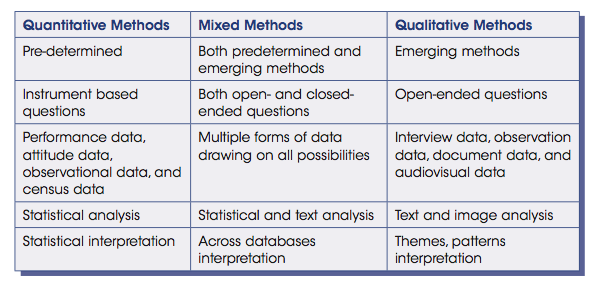 Quantitative Methods Mixed Methods Qualitative Methods
Pre-determined Both predetermined and Emerging methods
emerging methods
Instrument based Both open- and closed- Open-ended questions
questions ended questions
Performance data, Multiple forms of data Interview data, observation
attitude data, drawing on all possibilities data, document data, and
observational data, and audiovisual data
census data
Statistical analysis Statistical and text analysis Text and image analysis
Statistical interpretation Across databases Themes, patterns
interpretation interpretation